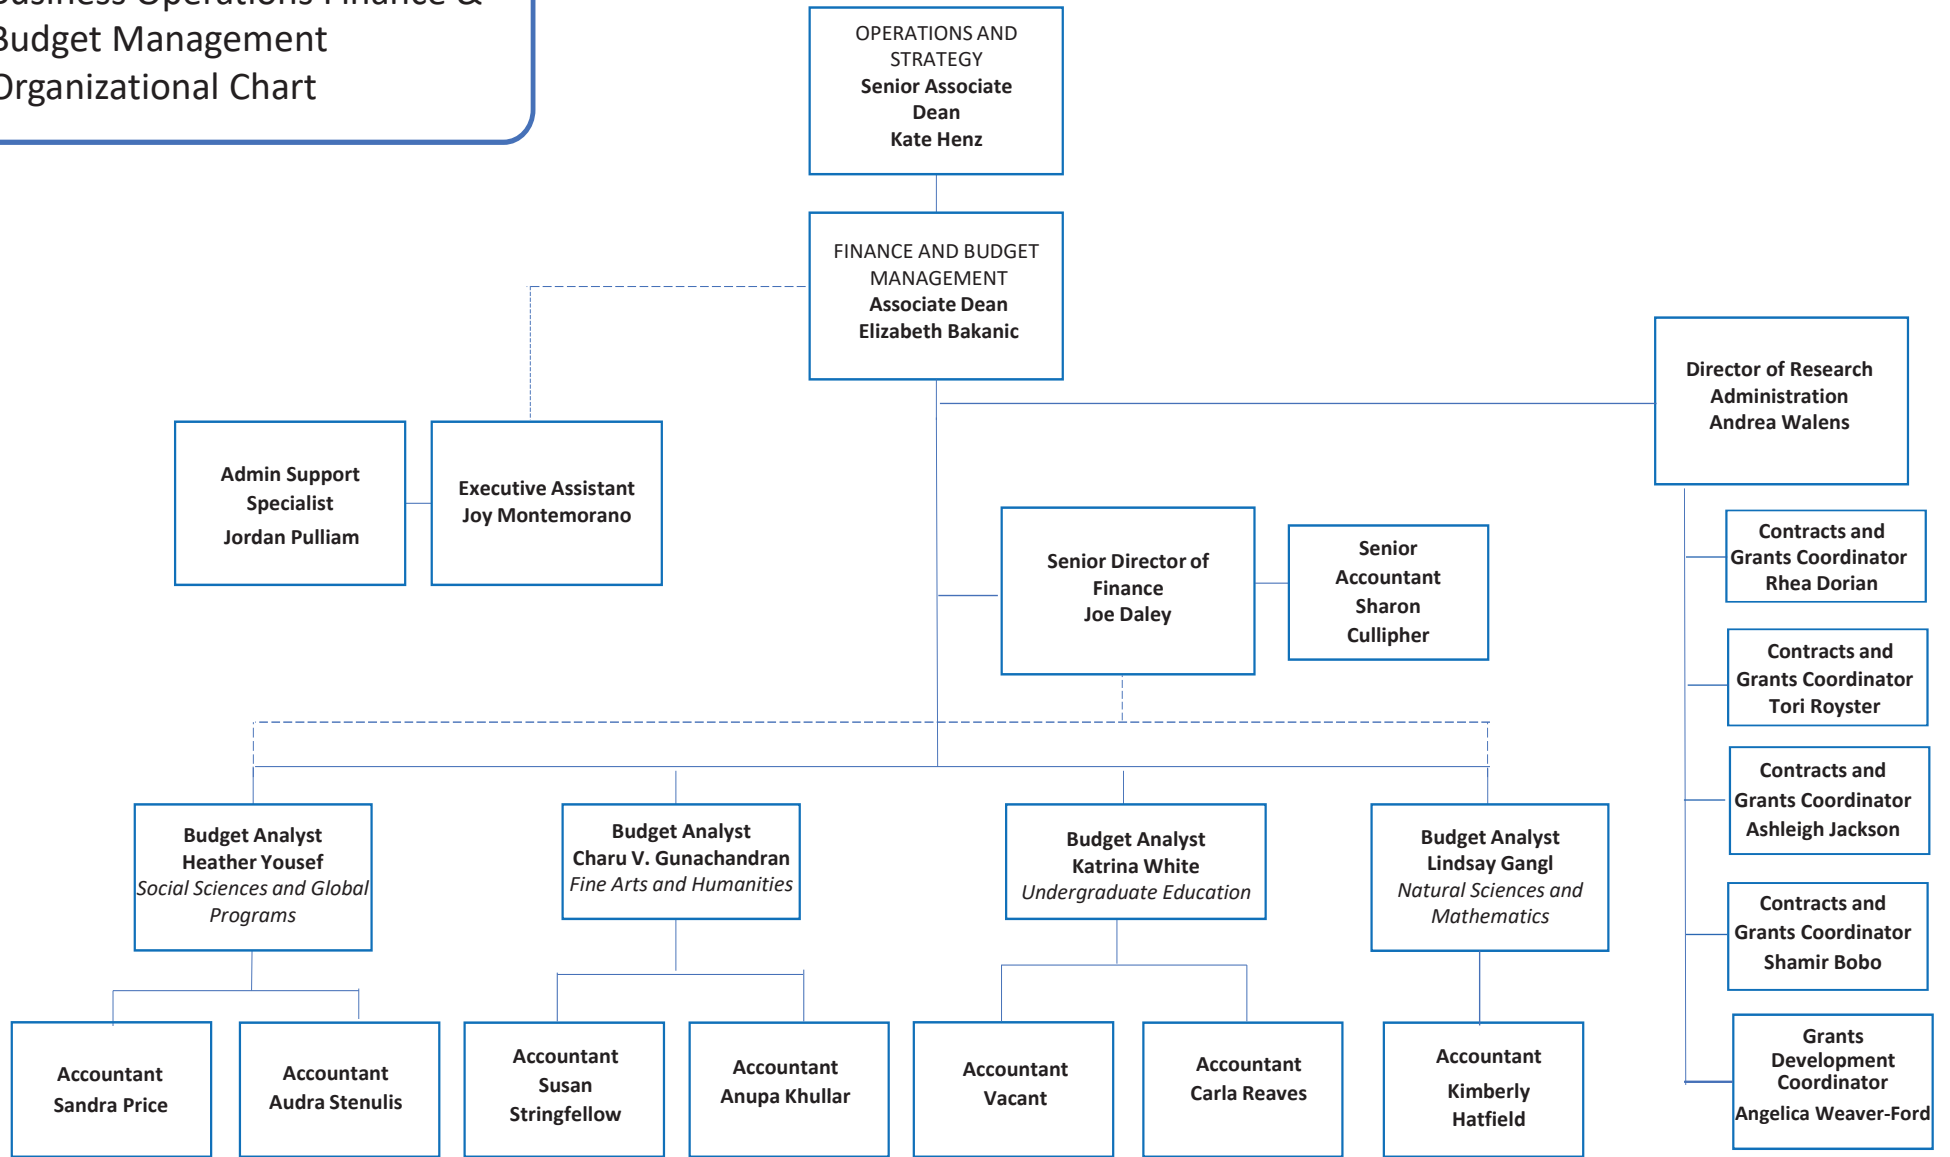 Business Operations Finance &
Budget Management
Organizational Chart
OPERATIONS AND
STRATEGY
Senior Associate
Dean
Kate Henz
FINANCE AND BUDGET
MANAGEMENT
Associate Dean
Elizabeth Bakanic
Director of Research
Administration
Andrea Walens
Admin Support
Specialist
Jordan Pulliam
Executive Assistant
Joy Montemorano
Senior Director of
Finance
Joe Daley
Senior
Accountant
Sharon
Cullipher
Contracts and
Grants Coordinator
Rhea Dorian
Contracts and
Grants Coordinator
Tori Royster
Contracts and
Grants Coordinator
Ashleigh Jackson
Contracts and
Grants Coordinator
Shamir Bobo
Grants
Development
Coordinator
Angelica Weaver-Ford
Budget Analyst
Heather Yousef
Social Sciences and Global
Programs
Budget Analyst
Charu V. Gunachandran
Fine Arts and Humanities
Budget Analyst
Katrina White
Undergraduate Education
Budget Analyst
Lindsay Gangl
Natural Sciences and
Mathematics
Accountant
Sandra Price
Accountant
Audra Stenulis
Accountant
Susan
Stringfellow
Accountant
Anupa Khullar
Accountant
Vacant
Accountant
Carla Reaves
Accountant
Kimberly
Hatfield